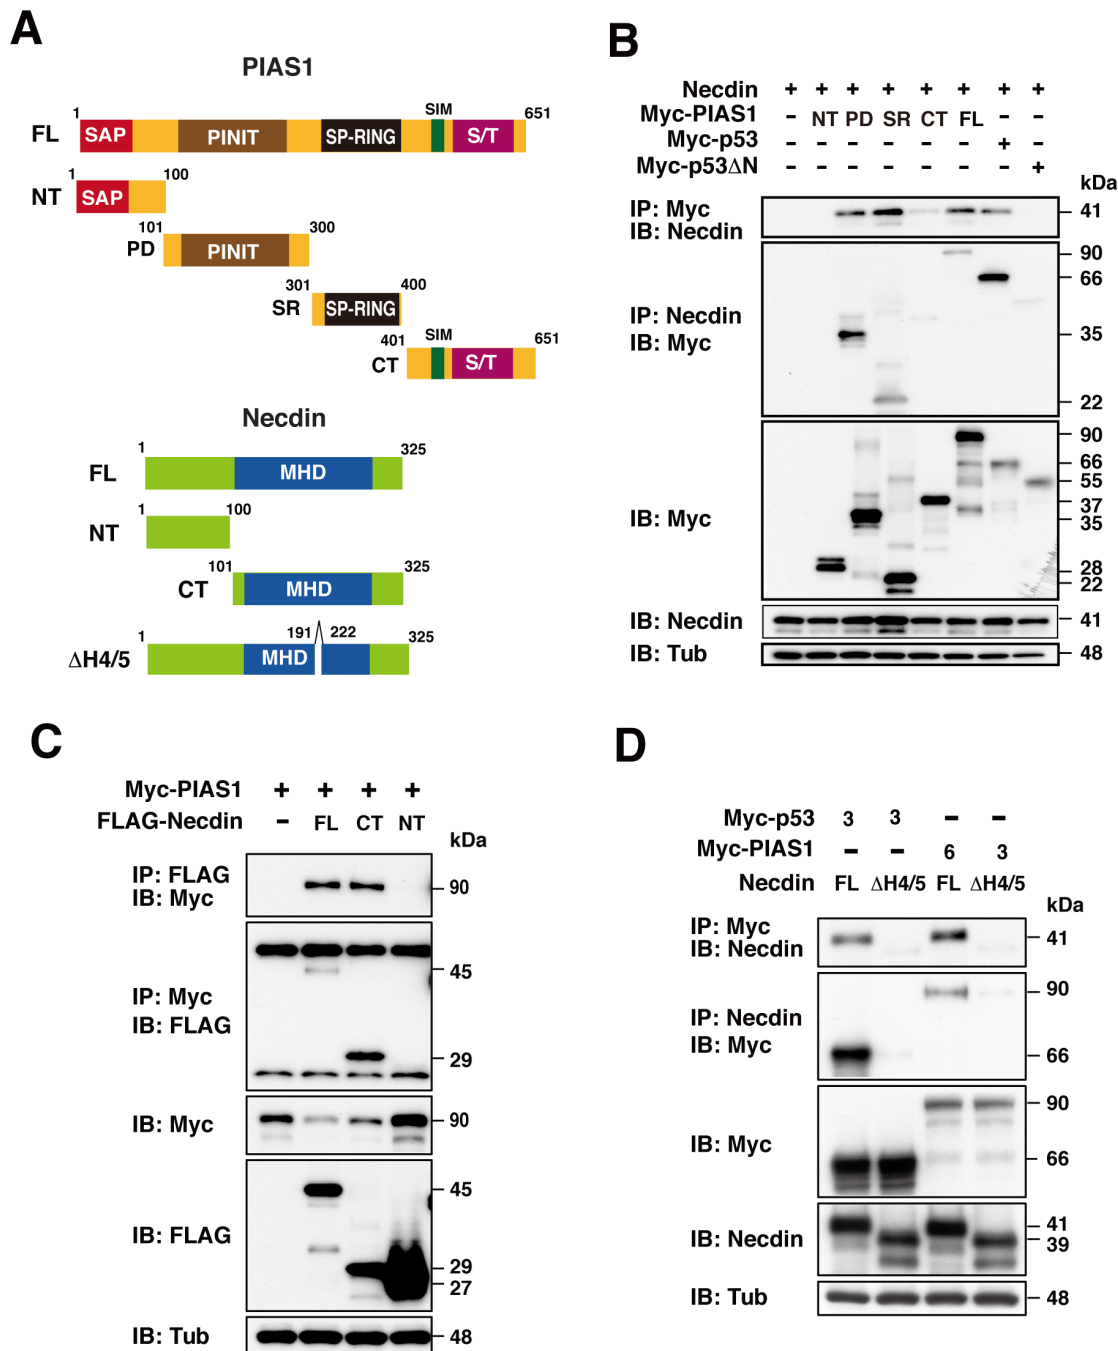 A
PIAS1
1
SIM
651
FL
SAP
PINIT
SP-RING
S/T
1
100
NT
SAP
101
300
PD
PINIT
301
400
SR
SP-RING
401
SIM
651
CT
S/T
Necdin
1
325
FL
MHD
1
100
NT
101
325
CT
MHD
1
191
222
325
ΔH4/5
MHD
B
Necdin + + + + + + + +
Myc-PIAS1 – NT PD SR CT FL – –
Myc-p53 – – – – – – + –
Myc-p53ΔN – – – – – – – +
kDa
IP: Myc
IB: Necdin
41
90
66
IP: Necdin
IB: Myc
35
22
90
66
55
37
35
IB: Myc
28
22
IB: Necdin
41
IB: Tub
48
C
Myc-PIAS1 + + + +
FLAG-Necdin – FL CT NT
kDa
IP: FLAG
IB: Myc
90
45
IP: Myc
IB: FLAG
29
IB: Myc
90
45
IB: FLAG
29
27
IB: Tub
48
D
Myc-p53 3 3 – –
Myc-PIAS1 – – 6 3
Necdin FL ΔH4/5 FL ΔH4/5
kDa
IP: Myc
IB: Necdin
41
90
IP: Necdin
IB: Myc
66
90
IB: Myc
66
41
IB: Necdin
39
IB: Tub
48